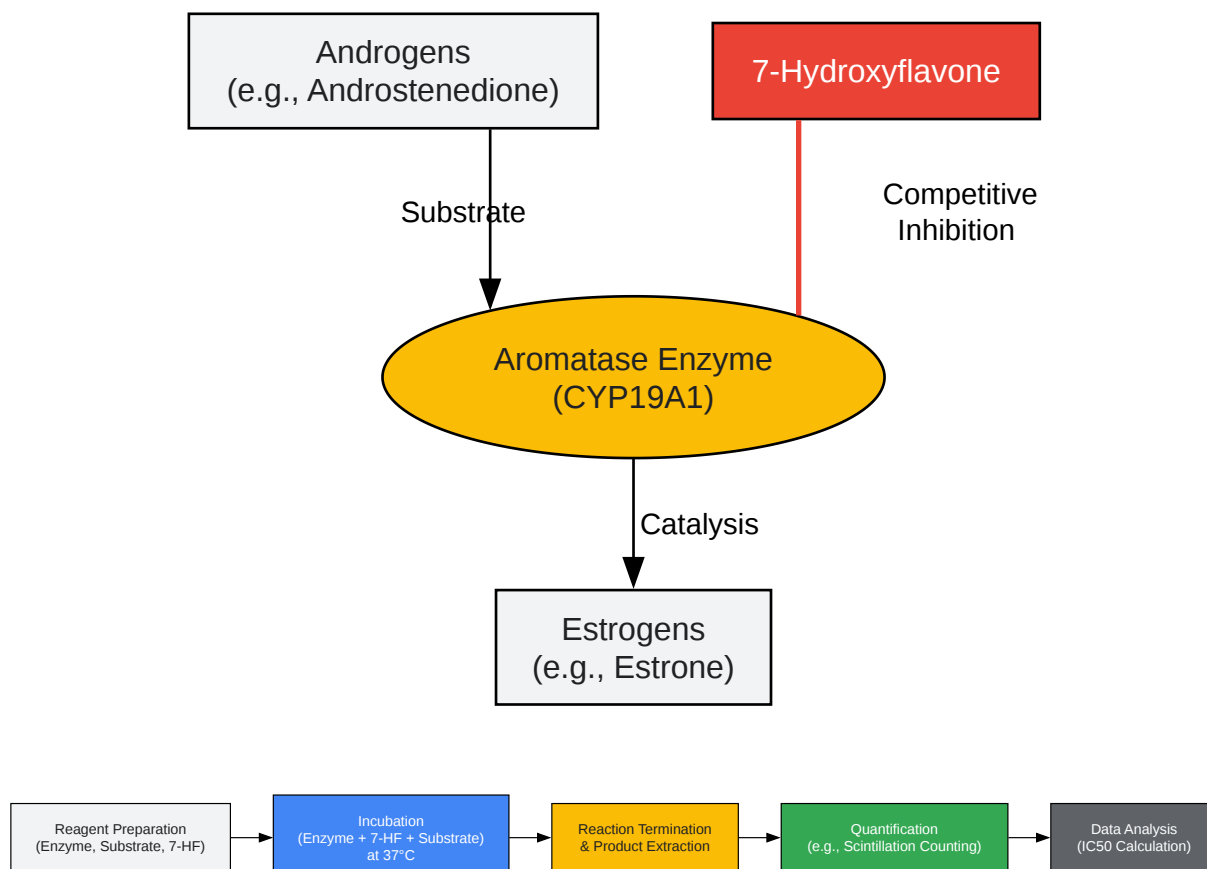 Androgens
(e.g., Androstenedione)
7-Hydroxyflavone
Substrate
Competitive
Inhibition
Aromatase Enzyme
(CYP19A1)
Catalysis
Estrogens
(e.g., Estrone)
Reagent Preparation
(Enzyme, Substrate, 7-HF)
Incubation
(Enzyme + 7-HF + Substrate)
at 37°C
Reaction Termination
& Product Extraction
Quantification
(e.g., Scintillation Counting)
Data Analysis
(IC50 Calculation)